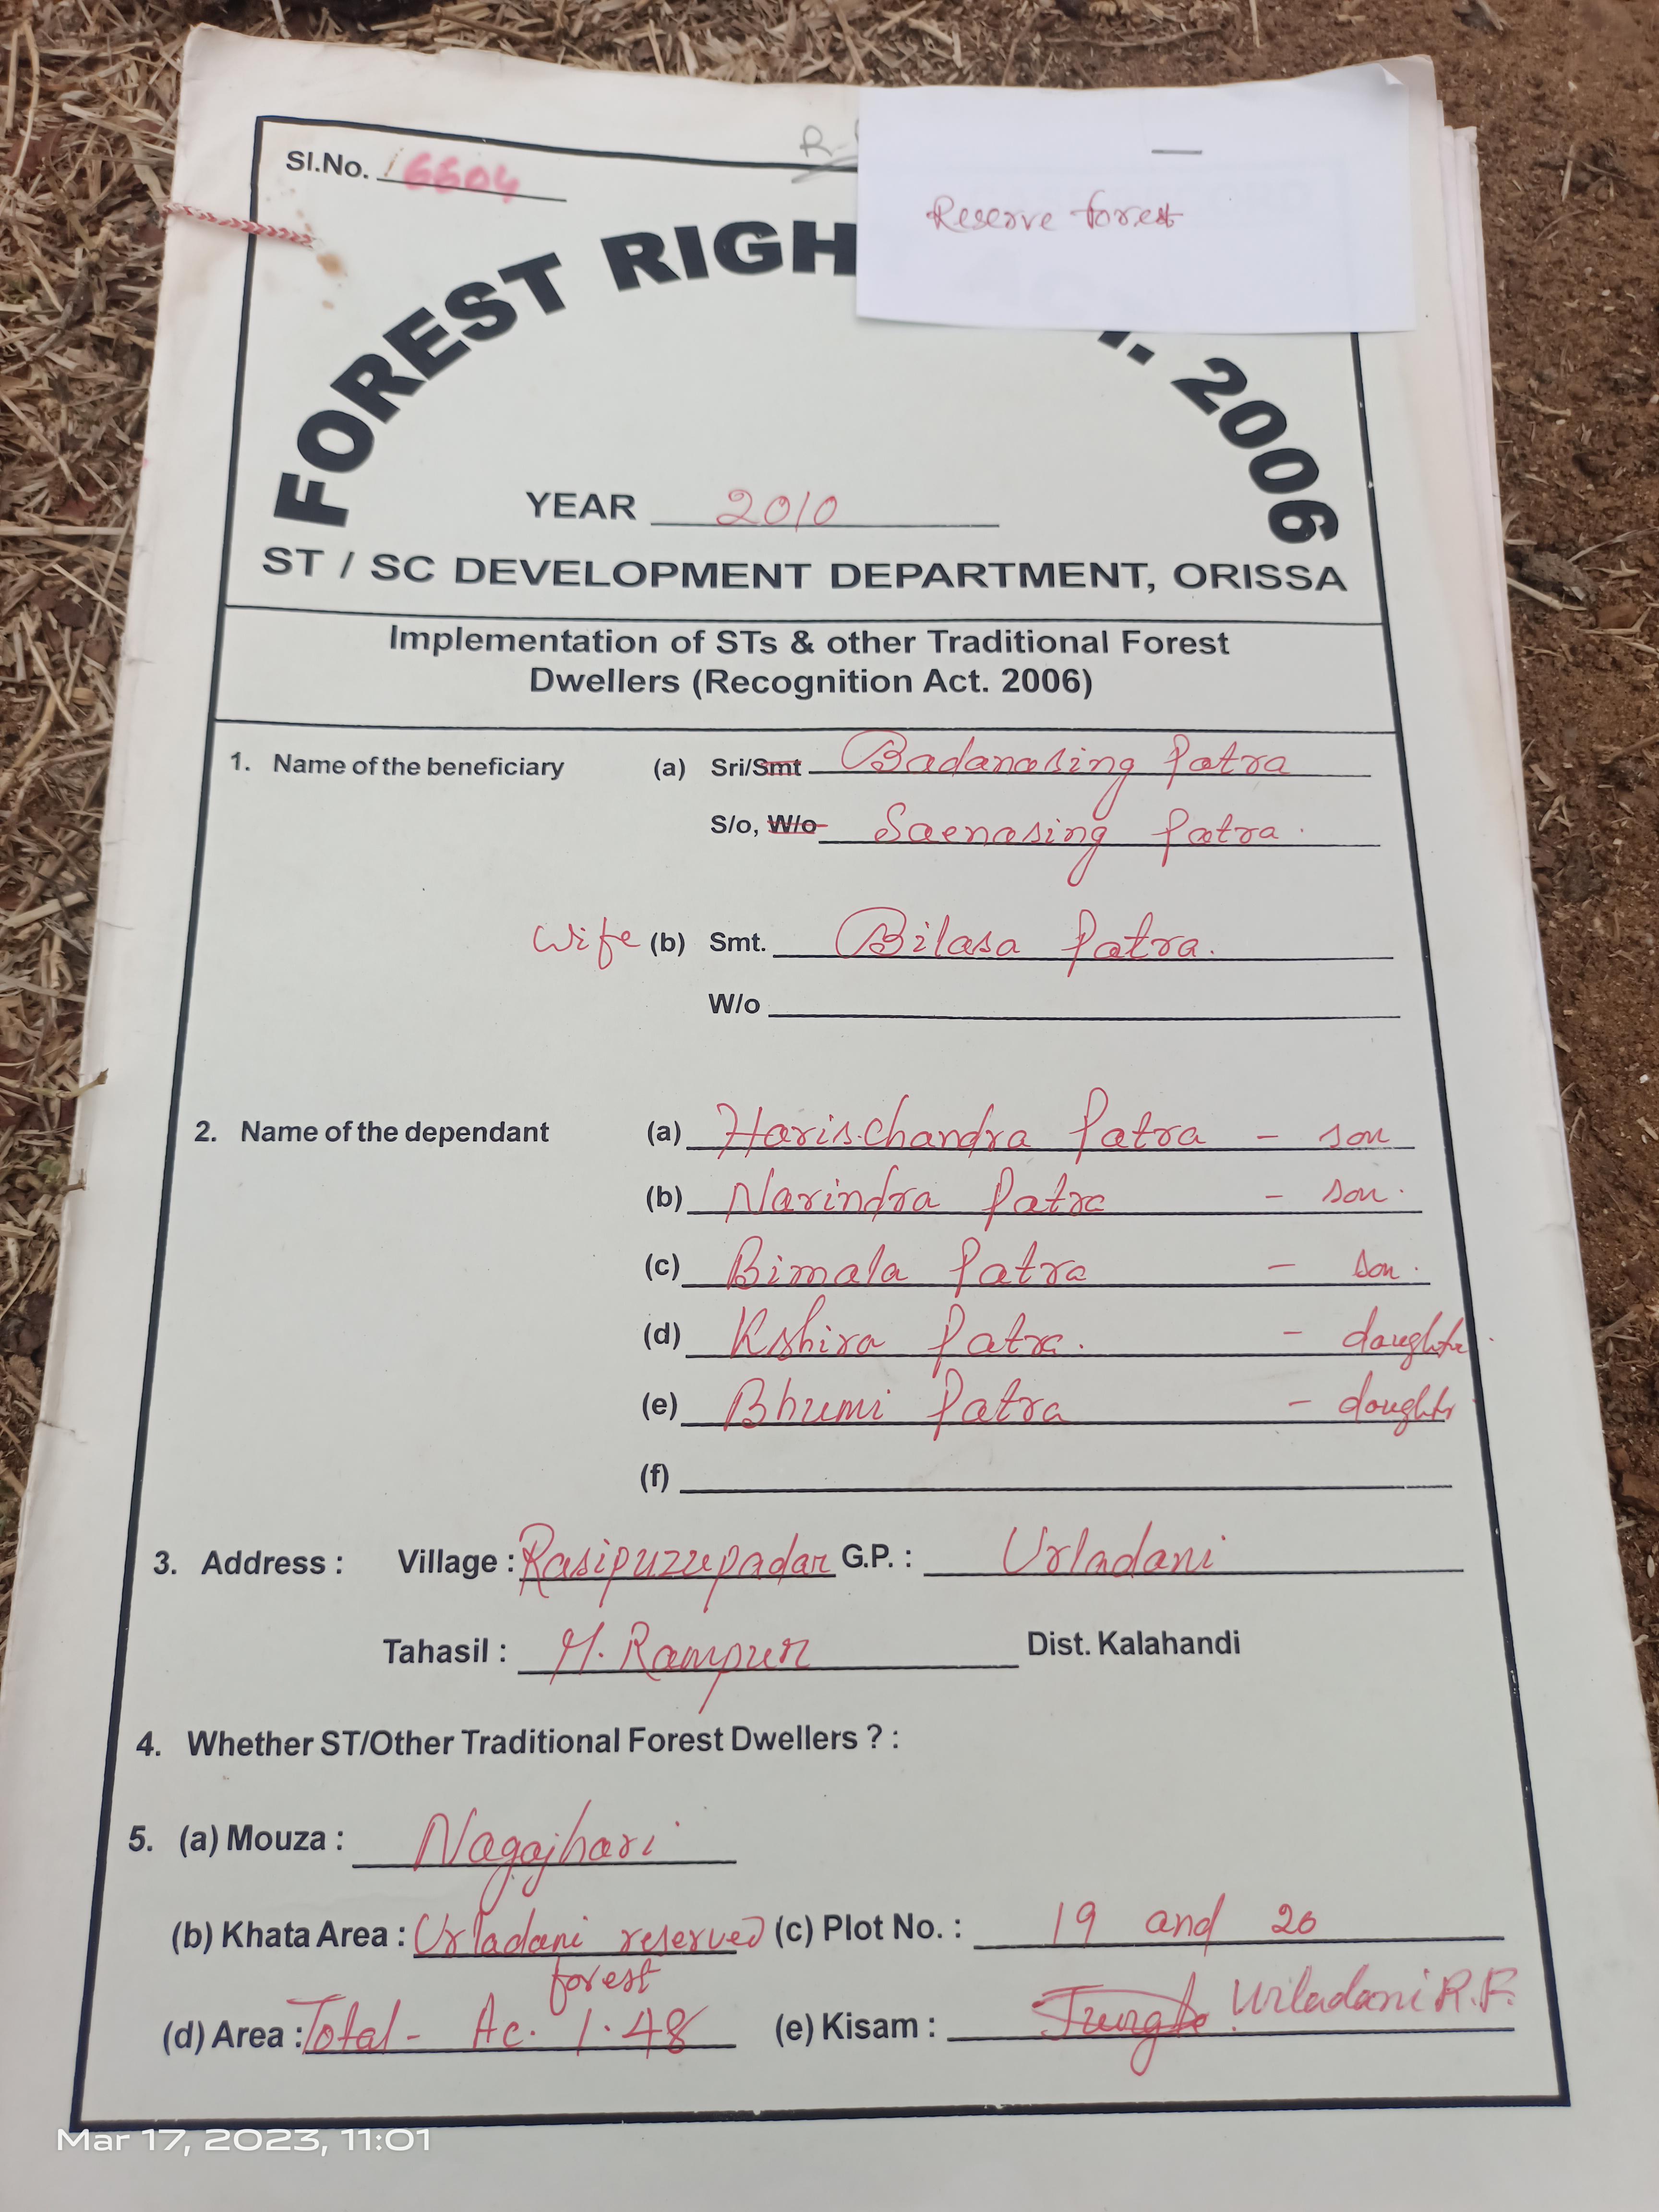 Sl.No. 6604
R-
Reserve forest
FOREST RIGH T. 2006
YEAR 2010
ST / SC DEVELOPMENT DEPARTMENT, ORISSA
Implementation of STs & other Traditional Forest
Dwellers (Recognition Act. 2006)
1. Name of the beneficiary (a) Sri/Smt Badanasing Patra
S/o, W/o Saenasing Patra.
Wife (b) Smt. Bilasa Patra.
W/o
2. Name of the dependant (a) Harischandra Patra - son
(b) Narindra Patra - son.
(c) Bimala Patra - son.
(d) Kshira Patra. - daughte.
(e) Bhumi Patra - doughtr
(f)
3. Address : Village : Rasipuzzepadar G.P. : Urladani
Tahasil : M. Rampur Dist. Kalahandi
4. Whether ST/Other Traditional Forest Dwellers ? :
5. (a) Mouza : Nagajhari
(b) Khata Area : Urladani reserved (c) Plot No. : 19 and 20
forest
(d) Area : Total - Ac. 1.48 (e) Kisam : Urladani R.F.
Mar 17, 2023, 11:01